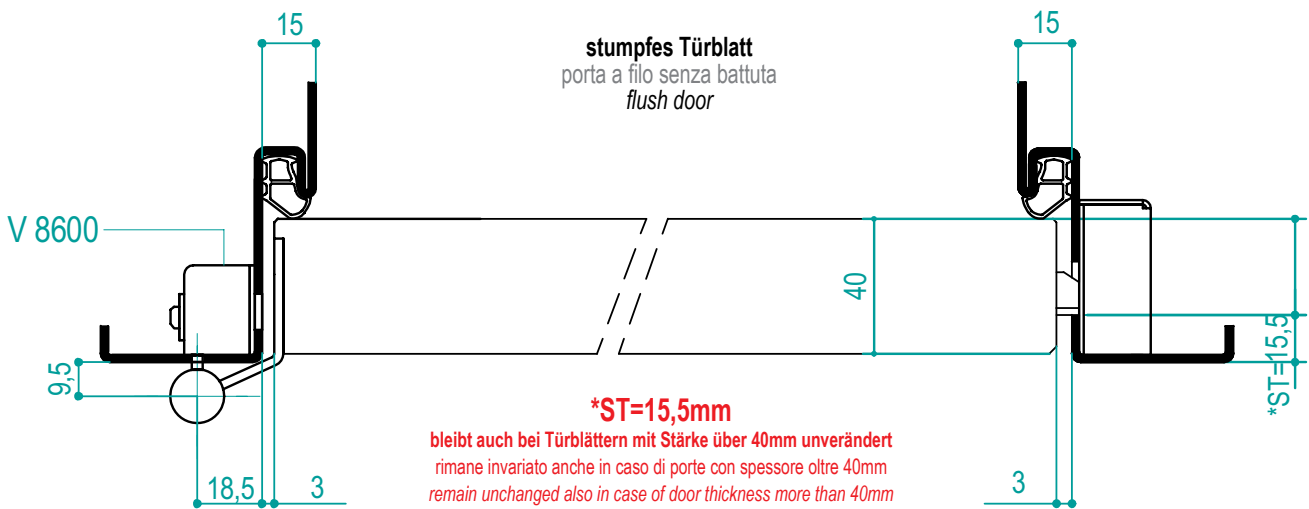 15
stumpfes Türblatt
porta a filo senza battuta
flush door
15
V 8600
40
9,5
*ST=15,5
*ST=15,5mm
bleibt auch bei Türblättern mit Stärke über 40mm unverändert
rimane invariato anche in caso di porte con spessore oltre 40mm
remain unchanged also in case of door thickness more than 40mm
18,5
3
3